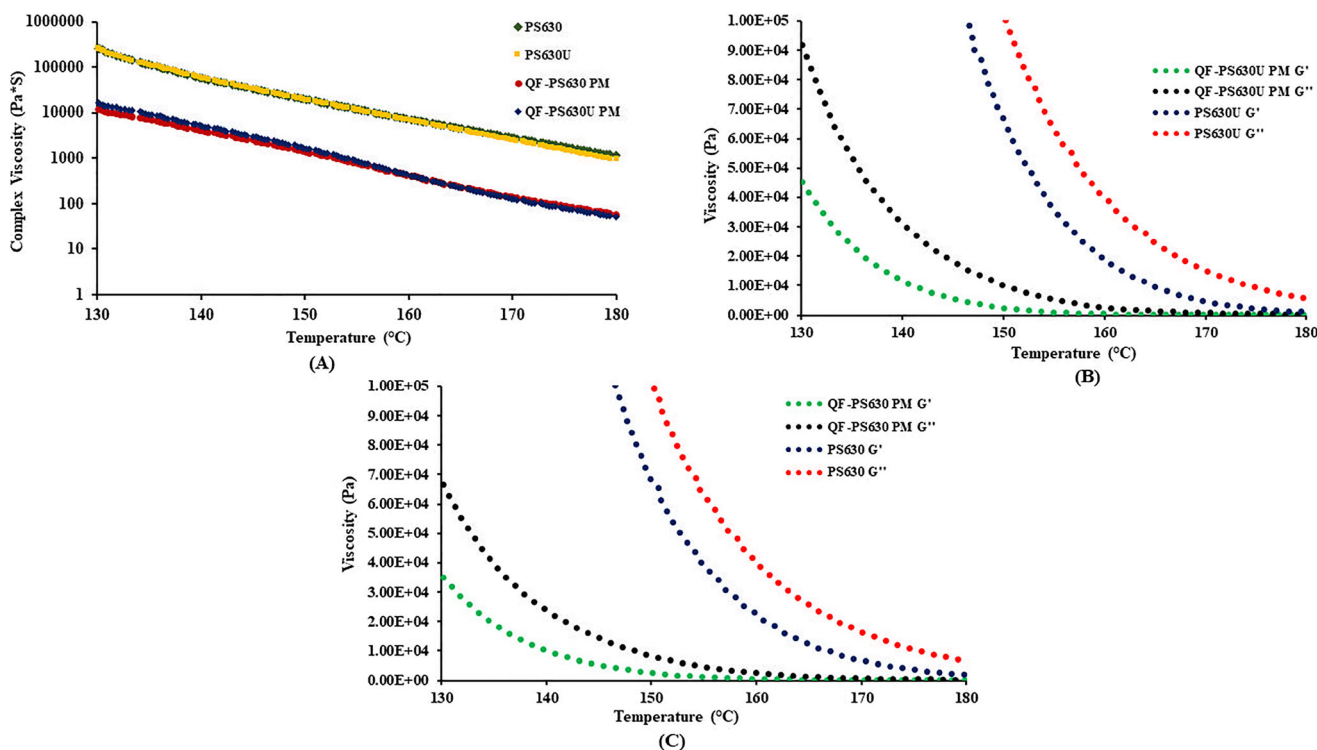 1000000
100000
10000
1000
100
10
1
Complex Viscosity (Pa*S)
PS630
PS630U
QF-PS630 PM
QF-PS630U PM
130 140 150 160 170 180
Temperature (°C)
(A)
1.00E+05
9.00E+04
8.00E+04
7.00E+04
6.00E+04
5.00E+04
4.00E+04
3.00E+04
2.00E+04
1.00E+04
0.00E+00
Viscosity (Pa)
QF-PS630U PM G'
QF-PS630U PM G''
PS630U G'
PS630U G''
130 140 150 160 170 180
Temperature (°C)
(B)
1.00E+05
9.00E+04
8.00E+04
7.00E+04
6.00E+04
5.00E+04
4.00E+04
3.00E+04
2.00E+04
1.00E+04
0.00E+00
Viscosity (Pa)
QF-PS630 PM G'
QF-PS630 PM G''
PS630 G'
PS630 G''
130 140 150 160 170 180
Temperature (°C)
(C)